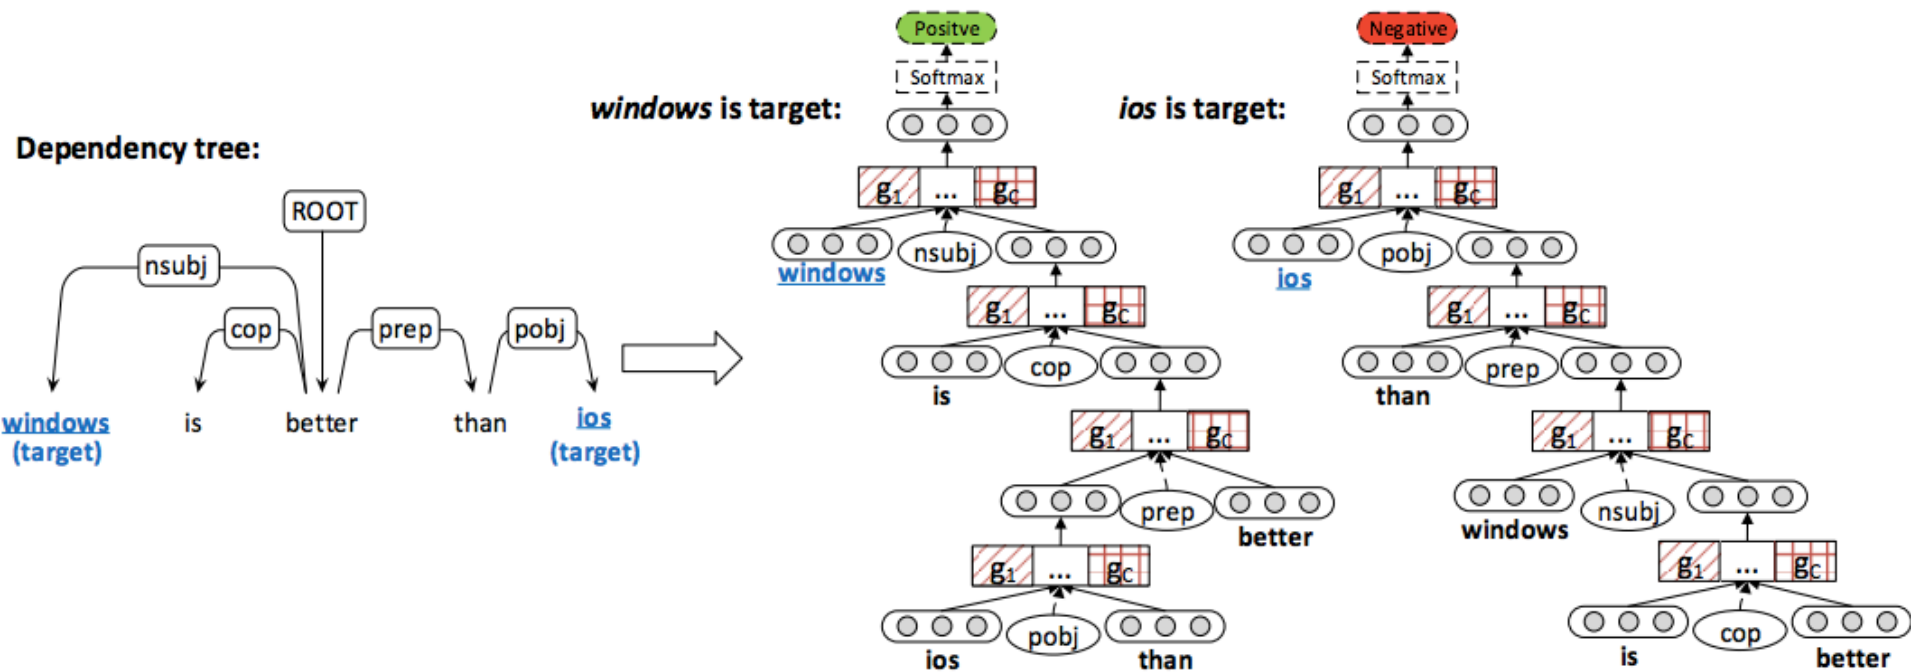 Dependency tree:
ROOT
nsubj
cop
prep
pobj
windows is better than ios
(target) (target)
windows is target:
Positve
Softmax
g1 ... gC
windows nsubj
g1 ... gC
is cop
g1 ... gC
prep better
g1 ... gC
ios pobj than
ios is target:
Negative
Softmax
g1 ... gC
ios pobj
g1 ... gC
than prep
g1 ... gC
windows nsubj
g1 ... gC
is cop better